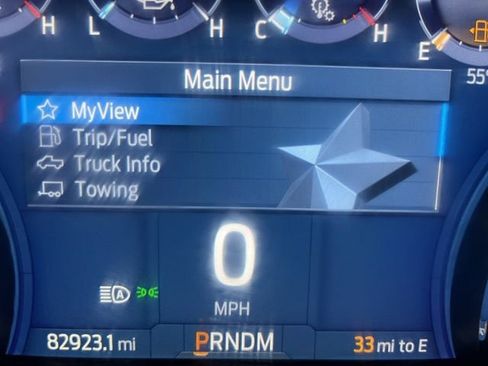 H
L
H
C
H
E
55°
Main Menu
MyView
Trip/Fuel
Truck Info
Towing
0
MPH
A
82923.1 mi
PRNDM
33 mi to E